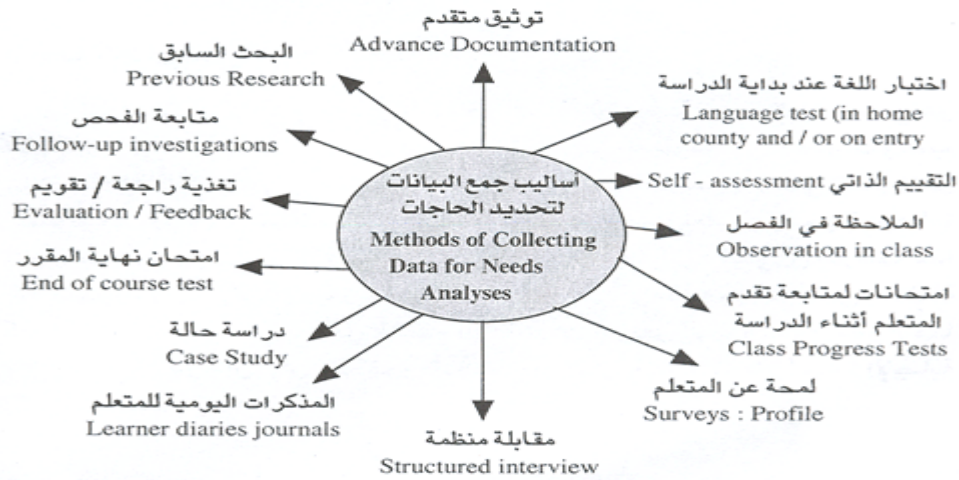 أساليب جمع البيانات
لتحديد الحاجات
Methods of Collecting
Data for Needs
Analyses
توثيق متقدم
Advance Documentation
اختبار اللغة عند بداية الدراسة
Language test (in home
county and / or on entry
Self - assessment التقييم الذاتي
الملاحظة في الفصل
Observation in class
امتحانات لمتابعة تقدم
المتعلم أثناء الدراسة
Class Progress Tests
لمحة عن المتعلم
Surveys : Profile
مقابلة منظمة
Structured interview
المذكرات اليومية للمتعلم
Learner diaries journals
دراسة حالة
Case Study
امتحان نهاية المقرر
End of course test
تغذية راجعة / تقويم
Evaluation / Feedback
متابعة الفحص
Follow-up investigations
البحث السابق
Previous Research